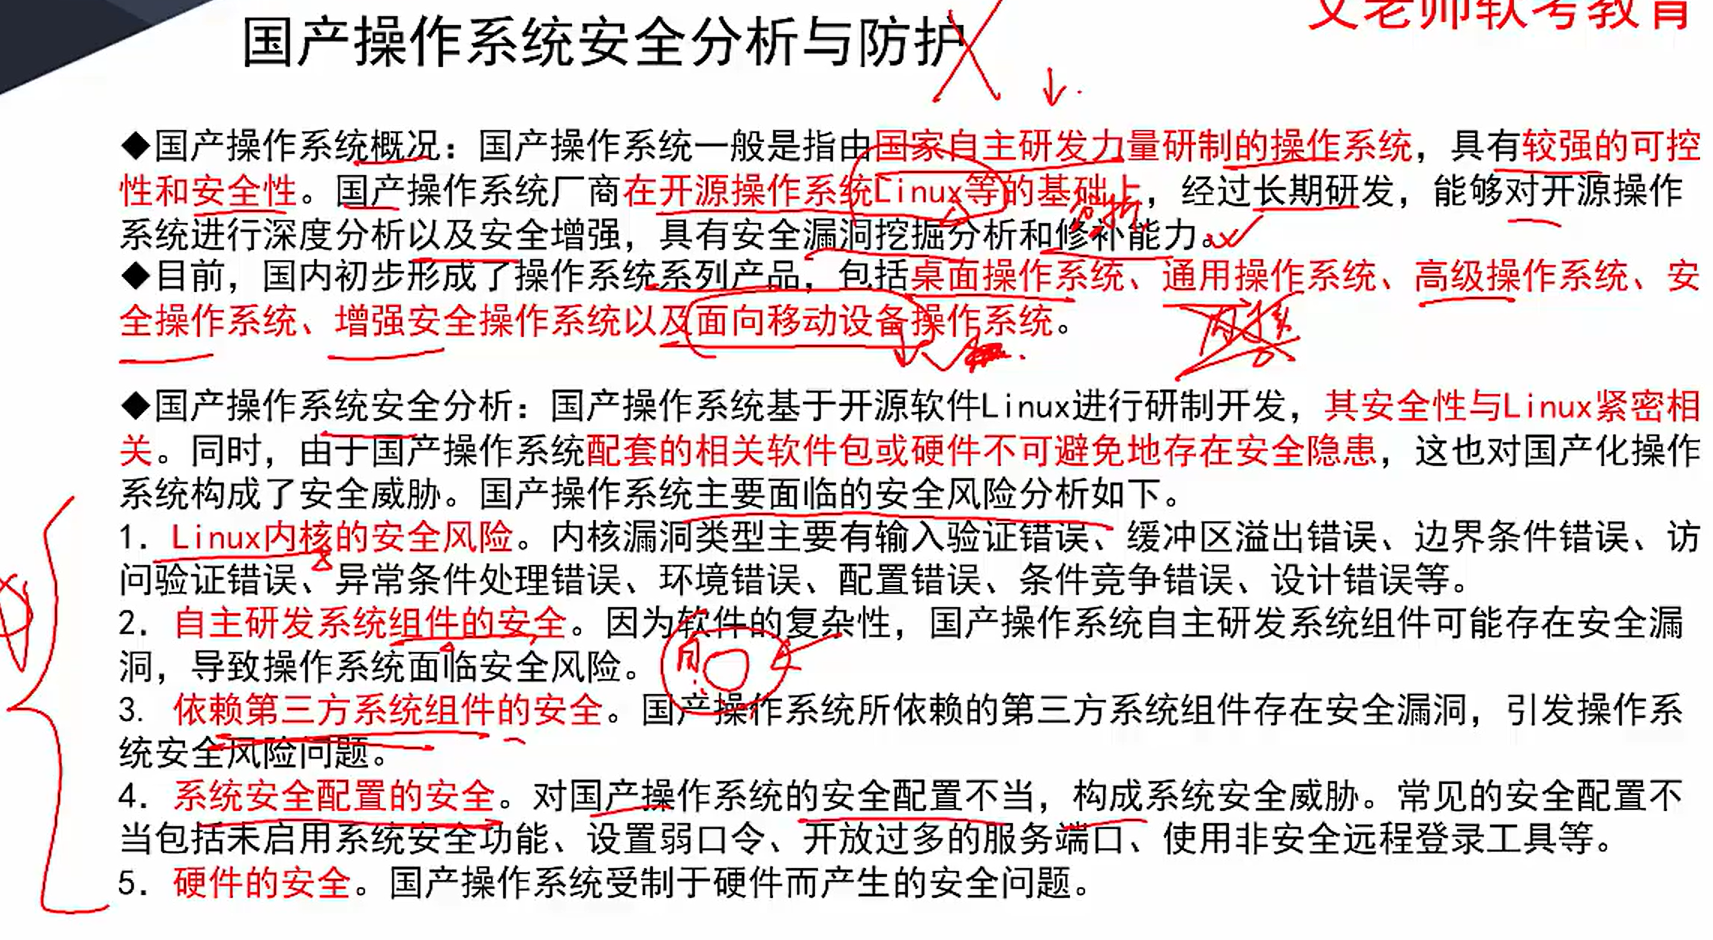 国产操作系统安全分析与防护
文老师软考教育
◆国产操作系统概况：国产操作系统一般是指由国家自主研发力量研制的操作系统，具有较强的可控
性和安全性。国产操作系统厂商在开源操作系统Linux等的基础上，经过长期研发，能够对开源操作
系统进行深度分析以及安全增强，具有安全漏洞挖掘分析和修补能力。
◆目前，国内初步形成了操作系统系列产品，包括桌面操作系统、通用操作系统、高级操作系统、安
全操作系统、增强安全操作系统以及面向移动设备操作系统。
◆国产操作系统安全分析：国产操作系统基于开源软件Linux进行研制开发，其安全性与Linux紧密相
关。同时，由于国产操作系统配套的相关软件包或硬件不可避免地存在安全隐患，这也对国产化操作
系统构成了安全威胁。国产操作系统主要面临的安全风险分析如下。
1. Linux内核的安全风险。内核漏洞类型主要有输入验证错误、缓冲区溢出错误、边界条件错误、访
问验证错误、异常条件处理错误、环境错误、配置错误、条件竞争错误、设计错误等。
2. 自主研发系统组件的安全。因为软件的复杂性，国产操作系统自主研发系统组件可能存在安全漏
洞，导致操作系统面临安全风险。
3. 依赖第三方系统组件的安全。国产操作系统所依赖的第三方系统组件存在安全漏洞，引发操作系
统安全风险问题。
4. 系统安全配置的安全。对国产操作系统的安全配置不当，构成系统安全威胁。常见的安全配置不
当包括未启用系统安全功能、设置弱口令、开放过多的服务端口、使用非安全远程登录工具等。
5. 硬件的安全。国产操作系统受制于硬件而产生的安全问题。